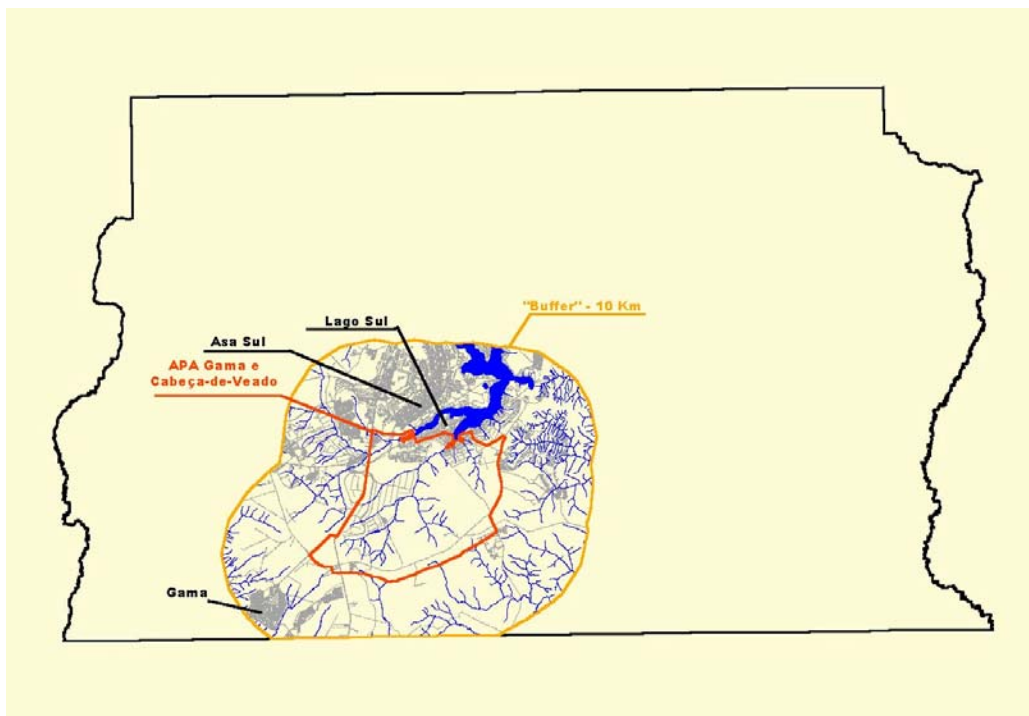 "Buffer" - 10 Km
Lago Sul
Asa Sul
APA Gama e
Cabeça-de-Veado
Gama